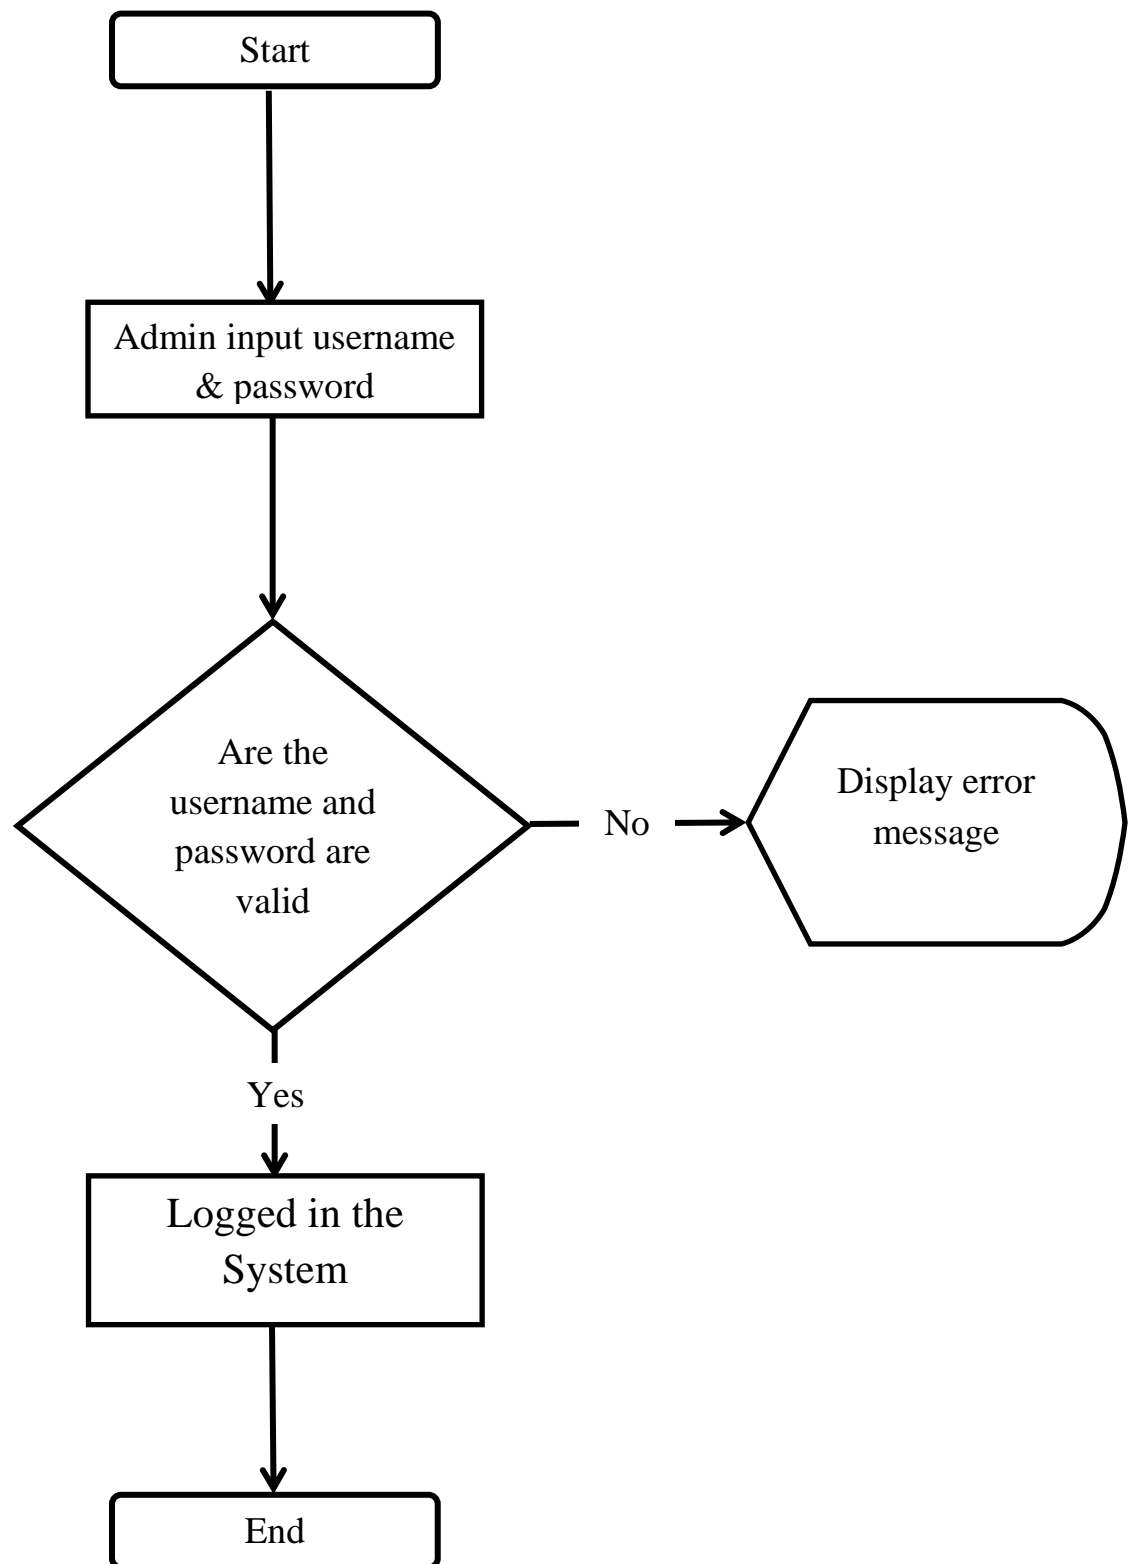 Start
Admin input username
& password
Are the
username and
password are
valid
No
Display error
message
Yes
Logged in the
System
End